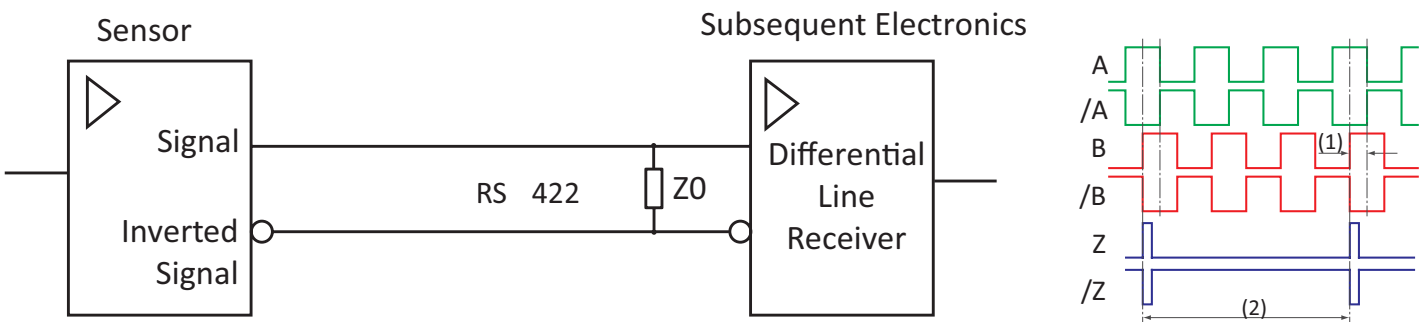 Sensor
Subsequent Electronics
Signal
Inverted
Signal
RS 422
Z0
Differential
Line
Receiver
A
/A
B
(1)
/B
Z
/Z
(2)